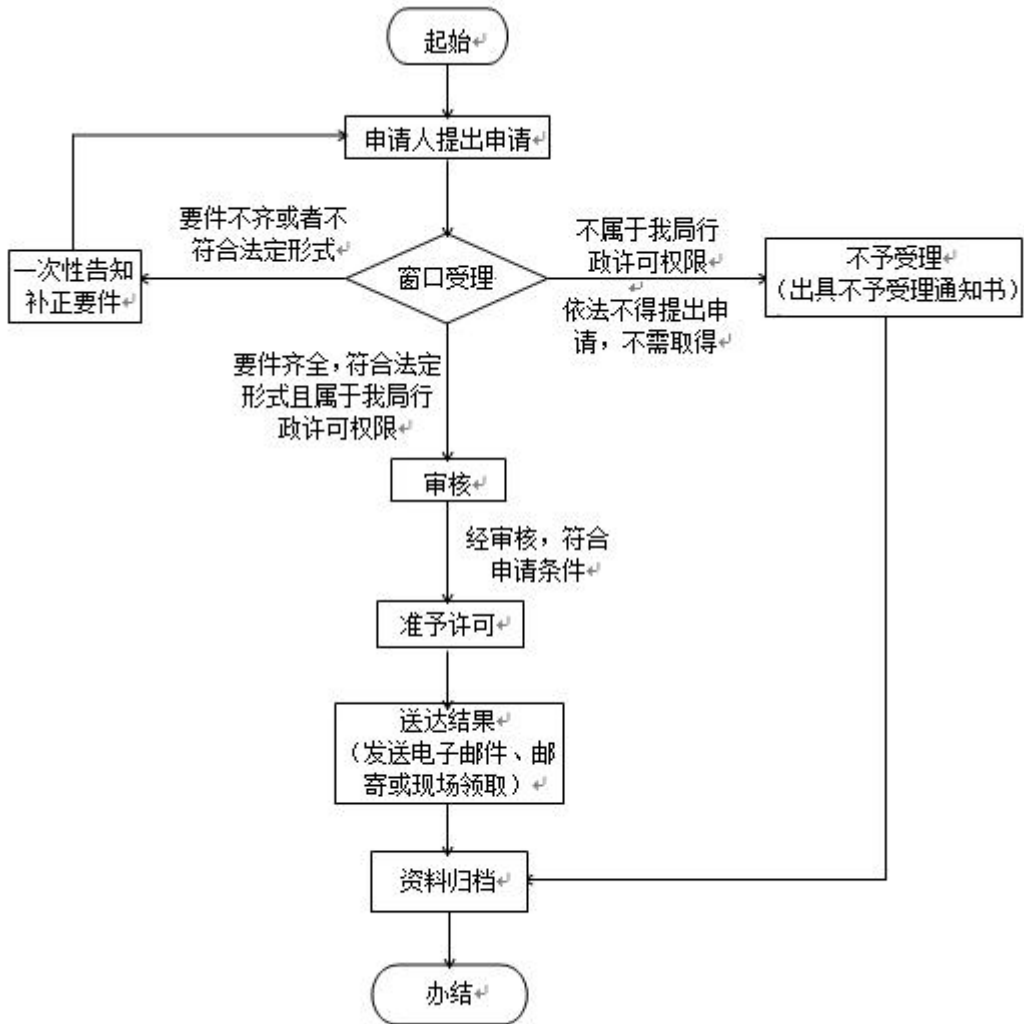 起始
申请人提出申请
要件不齐或者不
符合法定形式
一次性告知
补正要件
窗口受理
不属于我局行
政许可权限
依法不得提出申
请，不需取得
不予受理
（出具不予受理通知书）
要件齐全，符合法定
形式且属于我局行
政许可权限
审核
经审核，符合
申请条件
准予许可
送达结果
（发送电子邮件、邮
寄或现场领取）
资料归档
办结